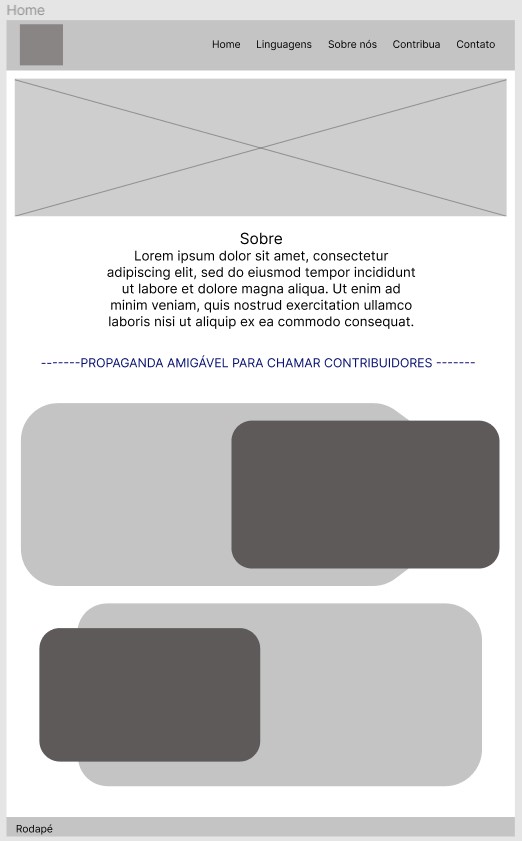 Home
Home Linguagens Sobre nós Contribua Contato
Sobre
Lorem ipsum dolor sit amet, consectetur
adipiscing elit, sed do eiusmod tempor incididunt
ut labore et dolore magna aliqua. Ut enim ad
minim veniam, quis nostrud exercitation ullamco
laboris nisi ut aliquip ex ea commodo consequat.
-------PROPAGANDA AMIGÁVEL PARA CHAMAR CONTRIBUIDORES -------
Rodapé